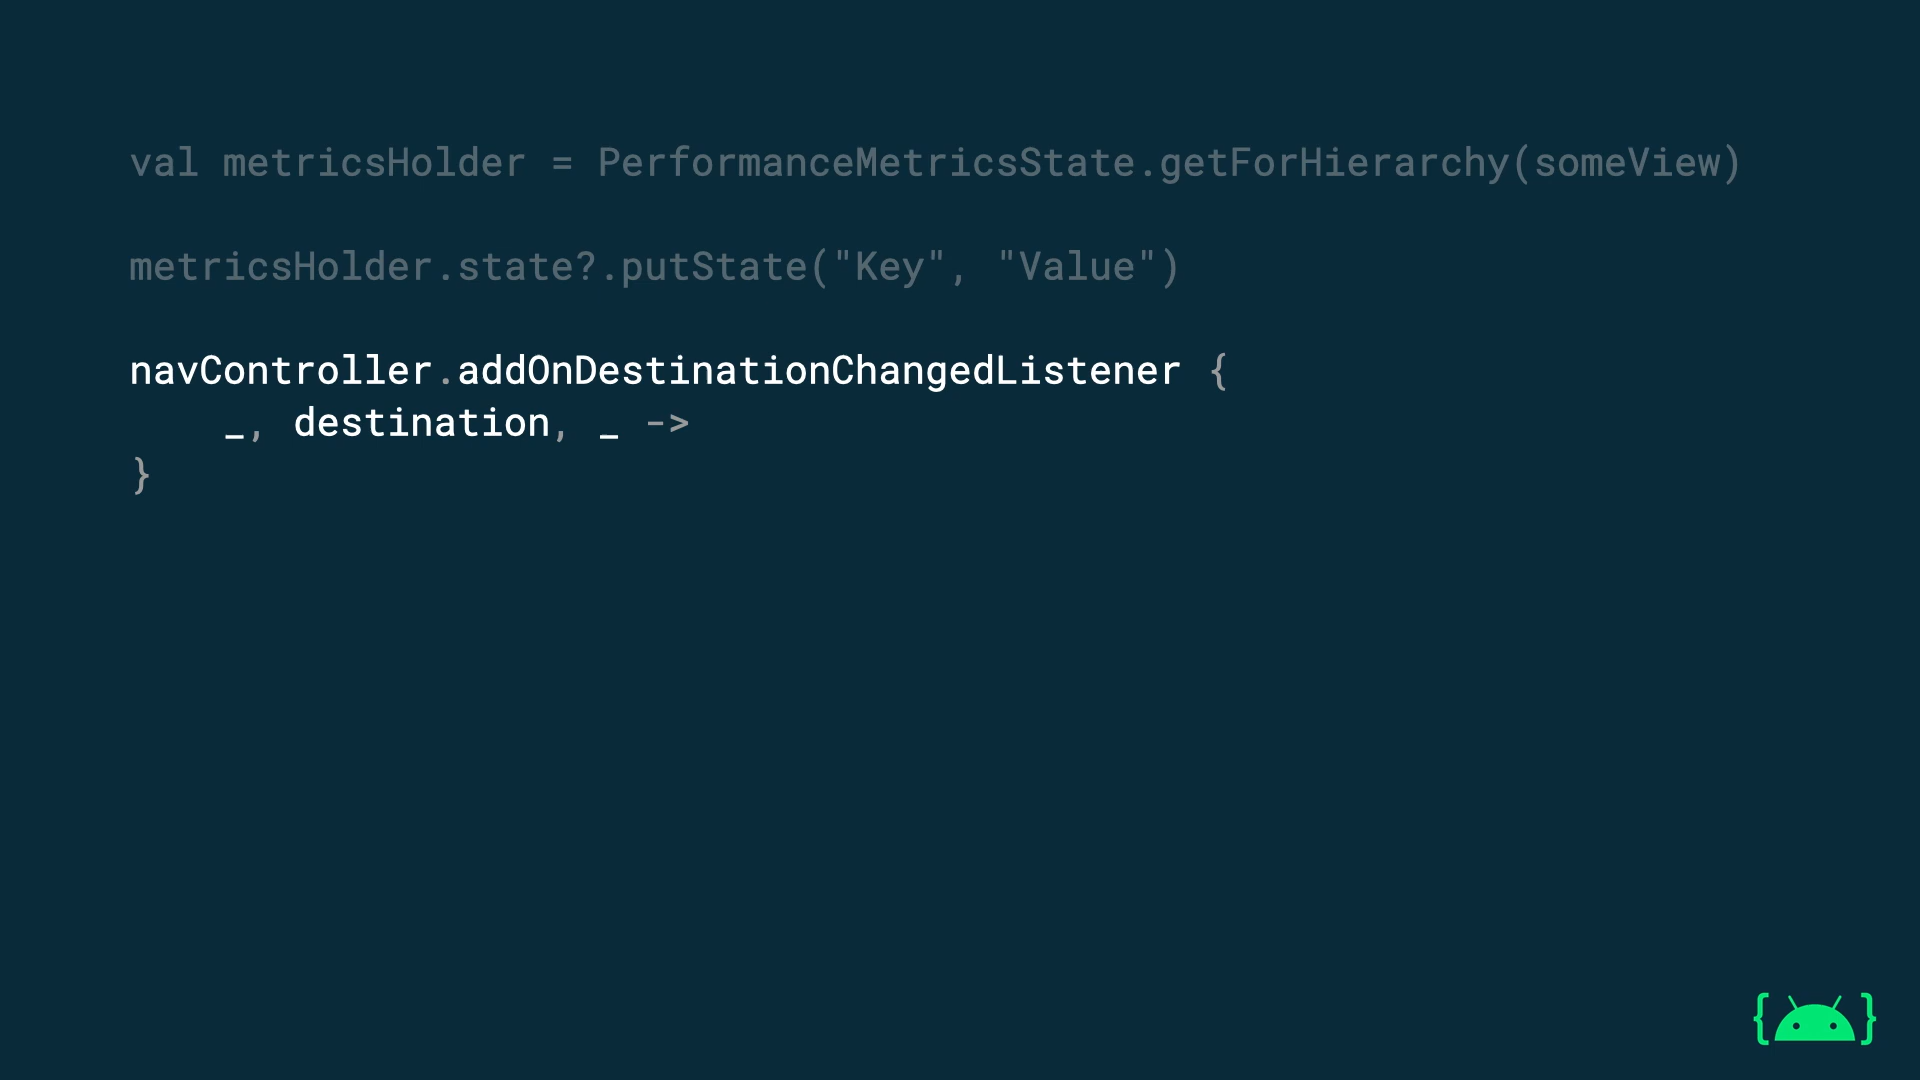 val metricsHolder = PerformanceMetricsState.getForHierarchy(someView)
metricsHolder.state?.putState("Key", "Value")
navController.addOnDestinationChangedListener {
    _, destination, _ ->
}